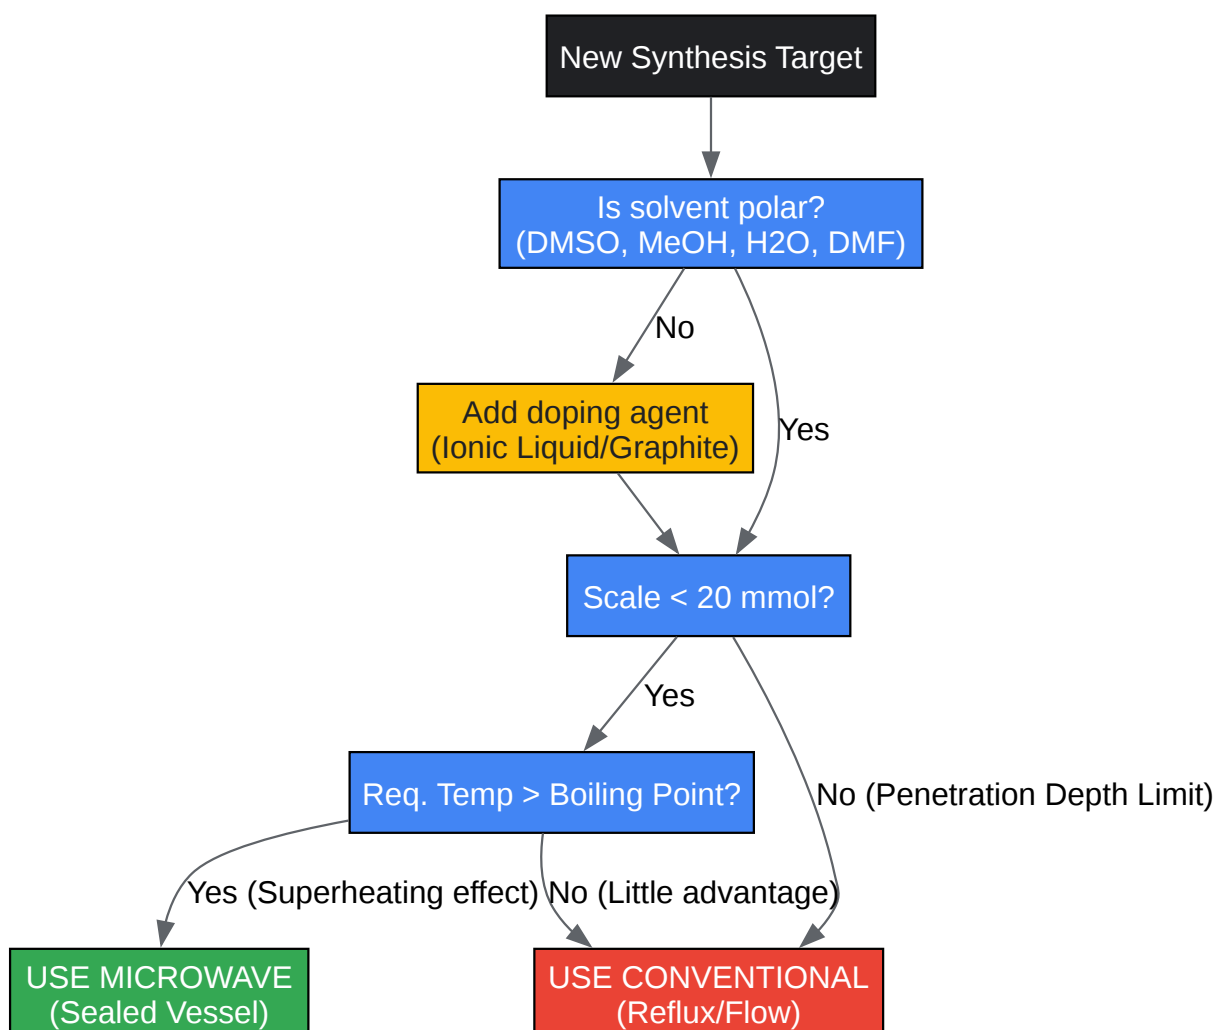 New Synthesis Target
Is solvent polar?
(DMSO, MeOH, H2O, DMF)
No
Add doping agent
(Ionic Liquid/Graphite)
Yes
Scale < 20 mmol?
Yes
Req. Temp > Boiling Point?
No (Penetration Depth Limit)
Yes (Superheating effect)
No (Little advantage)
USE MICROWAVE
(Sealed Vessel)
USE CONVENTIONAL
(Reflux/Flow)